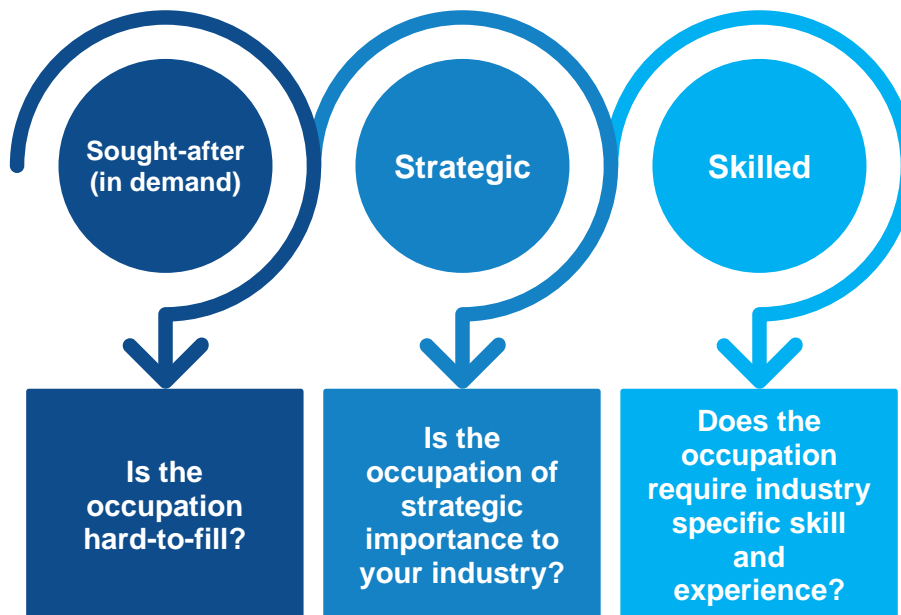 Sought-after
(in demand)
Strategic
Skilled
Is the
occupation
hard-to-fill?
Is the
occupation of
strategic
importance to
your industry?
Does the
occupation
require industry
specific skill
and
experience?